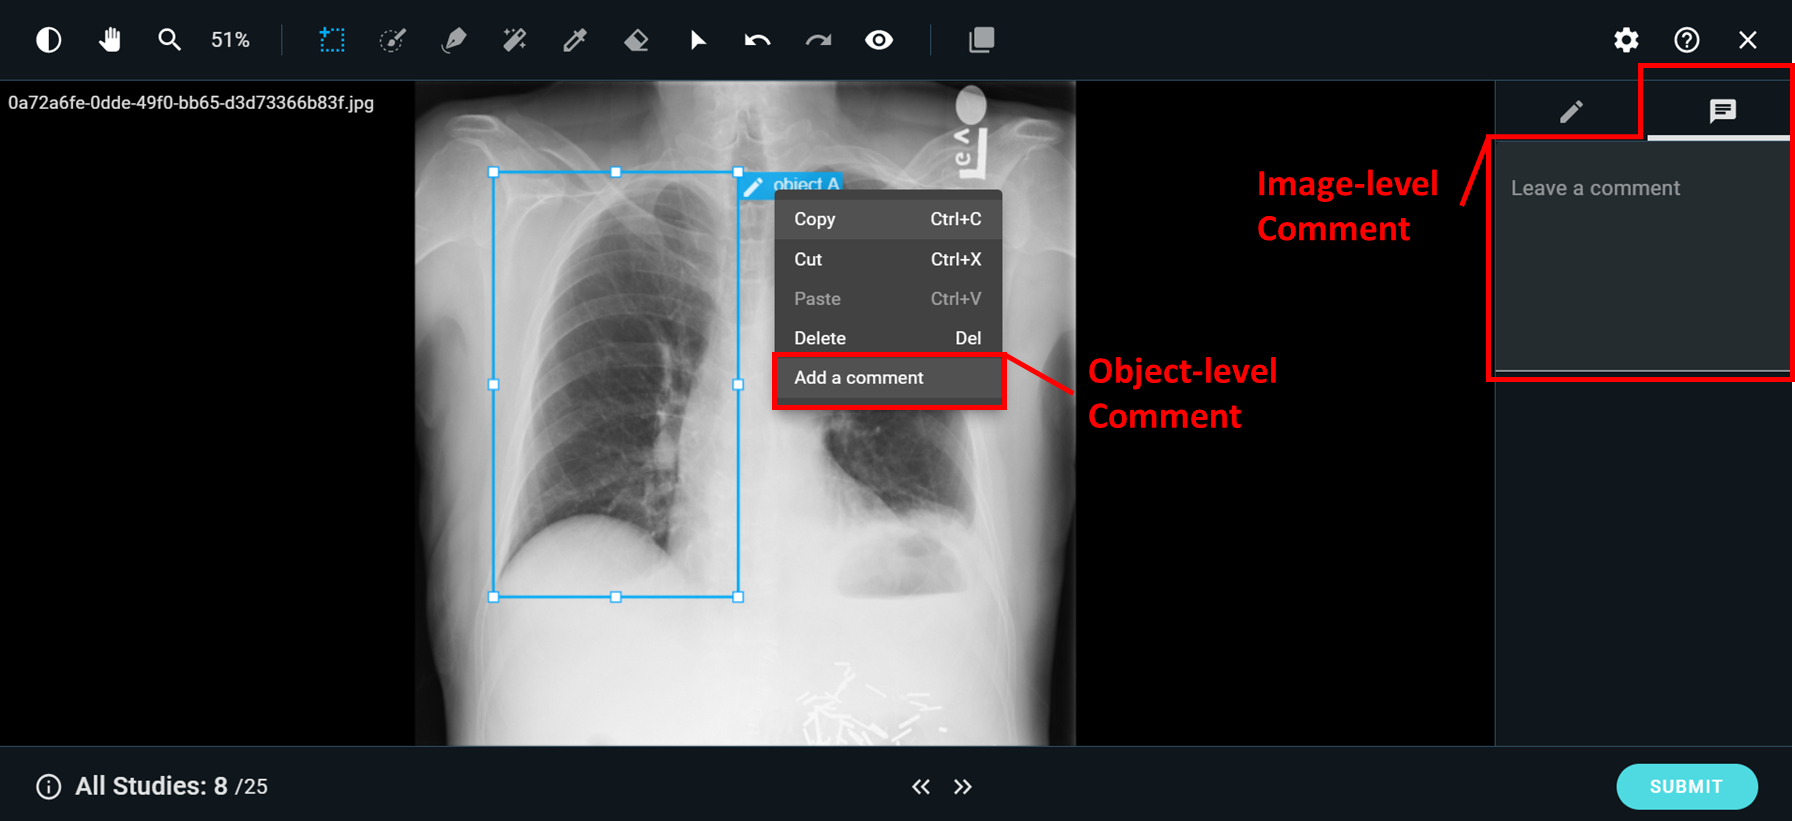 51%
0a72a6fe-0dde-49f0-bb65-d3d73366b83f.jpg
object A
Copy Ctrl+C
Cut Ctrl+X
Paste Ctrl+V
Delete Del
Add a comment
Object-level
Comment
Image-level
Comment
Leave a comment
All Studies: 8 /25
SUBMIT